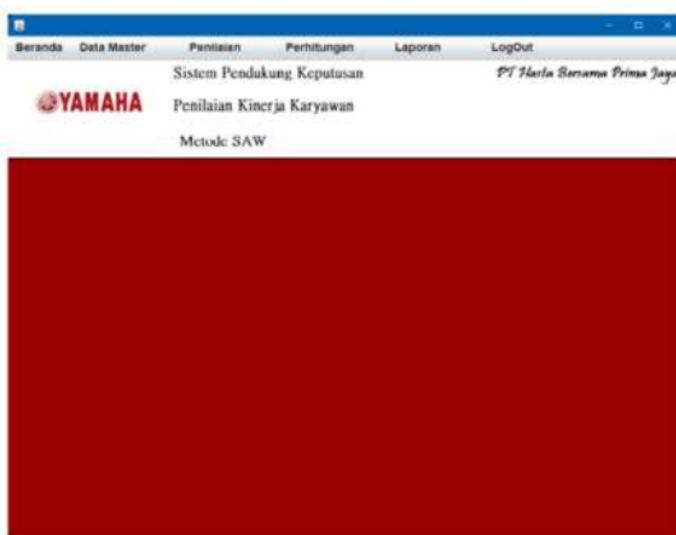 Beranda Data Master Penilaian Perhitungan Laporan LogOut
Sistem Pendukung Keputusan
PT Harta Bersama Prima Jaya
YAMAHA
Penilaian Kinerja Karyawan
Metode SAW